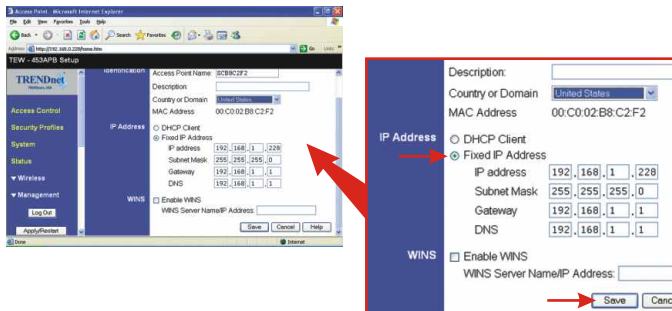 Access Point - Microsoft Internet Explorer
File Edit View Favorites Tools Help
Back Search Favorites
Address http://192.168.0.228/home.htm Go Links
TEW - 453APB Setup
TRENDnet
Access Control
Security Profiles
System
Status
Wireless
Management
Log Out
Apply/Restart
Identification
Access Point Name: SCB8C2F2
Description:
Country or Domain United States
MAC Address 00:C0:02:B8:C2:F2
IP Address
DHCP Client
Fixed IP Address
IP address 192 . 168 . 1 . 228
Subnet Mask 255 . 255 . 255 . 0
Gateway 192 . 168 . 1 . 1
DNS 192 . 168 . 1 . 1
WINS
Enable WINS
WINS Server Name/IP Address:
Save Cancel Help
Done Internet
Description:
Country or Domain United States
MAC Address 00:C0:02:B8:C2:F2
IP Address
DHCP Client
Fixed IP Address
IP address 192 . 168 . 1 . 228
Subnet Mask 255 . 255 . 255 . 0
Gateway 192 . 168 . 1 . 1
DNS 192 . 168 . 1 . 1
WINS
Enable WINS
WINS Server Name/IP Address:
Save Canc